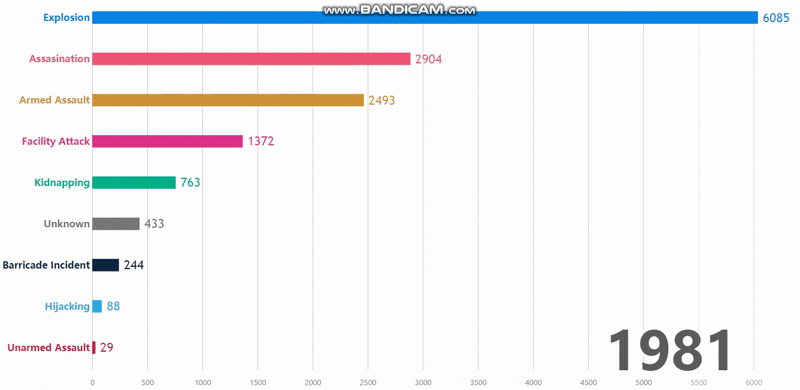 www.BANDICAM.com
Explosion 6085
Assasination 2904
Armed Assault 2493
Facility Attack 1372
Kidnapping 763
Unknown 433
Barricade Incident 244
Hijacking 88
Unarmed Assault 29
1981
0 500 1000 1500 2000 2500 3000 3500 4000 4500 5000 5500 6000